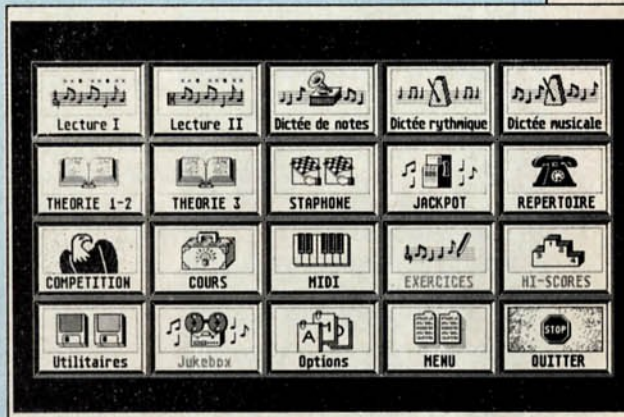 Lecture I Lecture II Dictée de notes Dictée rythmique Dictée musicale
THEORIE 1-2 THEORIE 3 STAPHONE JACKPOT REPERTOIRE
COMPETITION COURS MIDI EXERCICES HI-SCORES
Utilitaires Jukebox Options MENU QUITTER
STOP